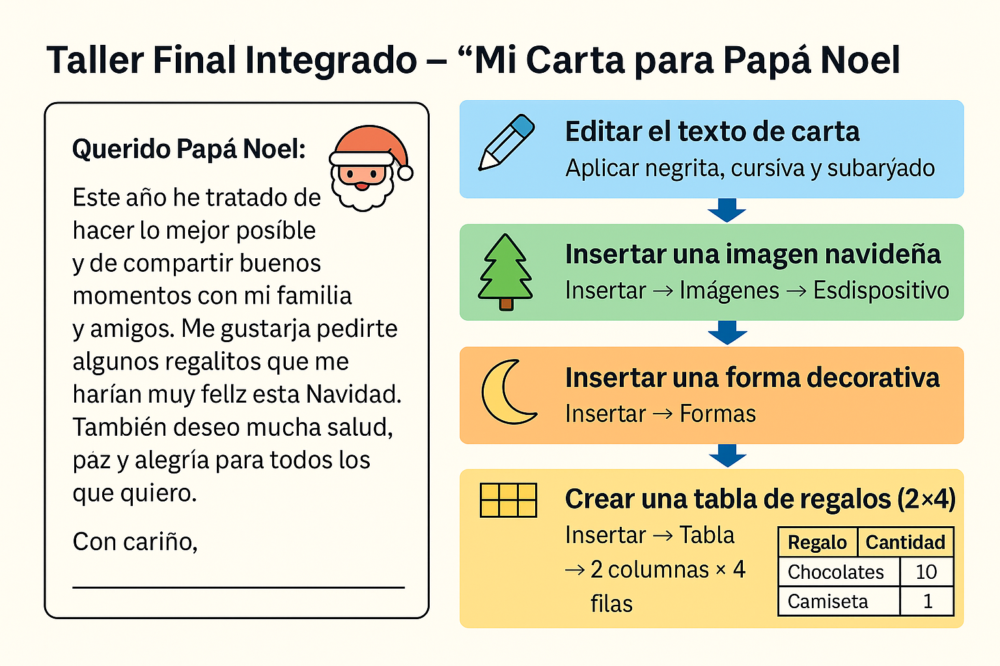 Taller Final Integrado – “Mi Carta para Papá Noel
Querido Papá Noel:
Este año he tratado de
hacer lo mejor posíble
y de compartir buenos
momentos con mi familia
y amigos. Me gustarja pedirte
algunos regalitos que me
harían muy fellz esta Navidad.
También deseo mucha salud,
páz y alegría para todos los
que quiero.
Con cariño,
Editar el texto de carta
Aplicar negrita, cursíva y subarýado
Insertar una imagen navideña
Insertar → Imágenes → Esdispositivo
Insertar una forma decorativa
Insertar → Formas
Crear una tabla de regalos (2×4)
Insertar → Tabla
→ 2 columnas × 4
filas
Regalo Cantidad
Chocolates 10
Camiseta 1